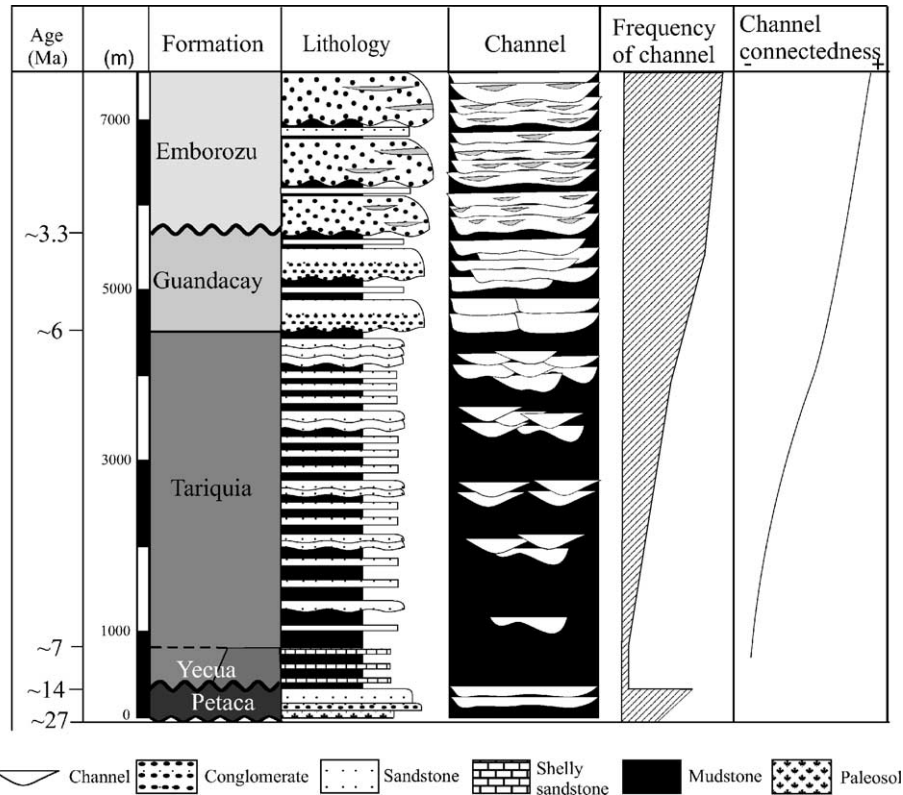 Age
(Ma)
(m)
Formation
Lithology
Channel
Frequency
of channel
Channel
connectedness
- +
7000
Emborozu
~3.3
Guandacay
5000
~6
3000
Tariquia
1000
~7
Yecua
~14
Petaca
0
~27
Channel
Conglomerate
Sandstone
Shelly
sandstone
Mudstone
Paleosol